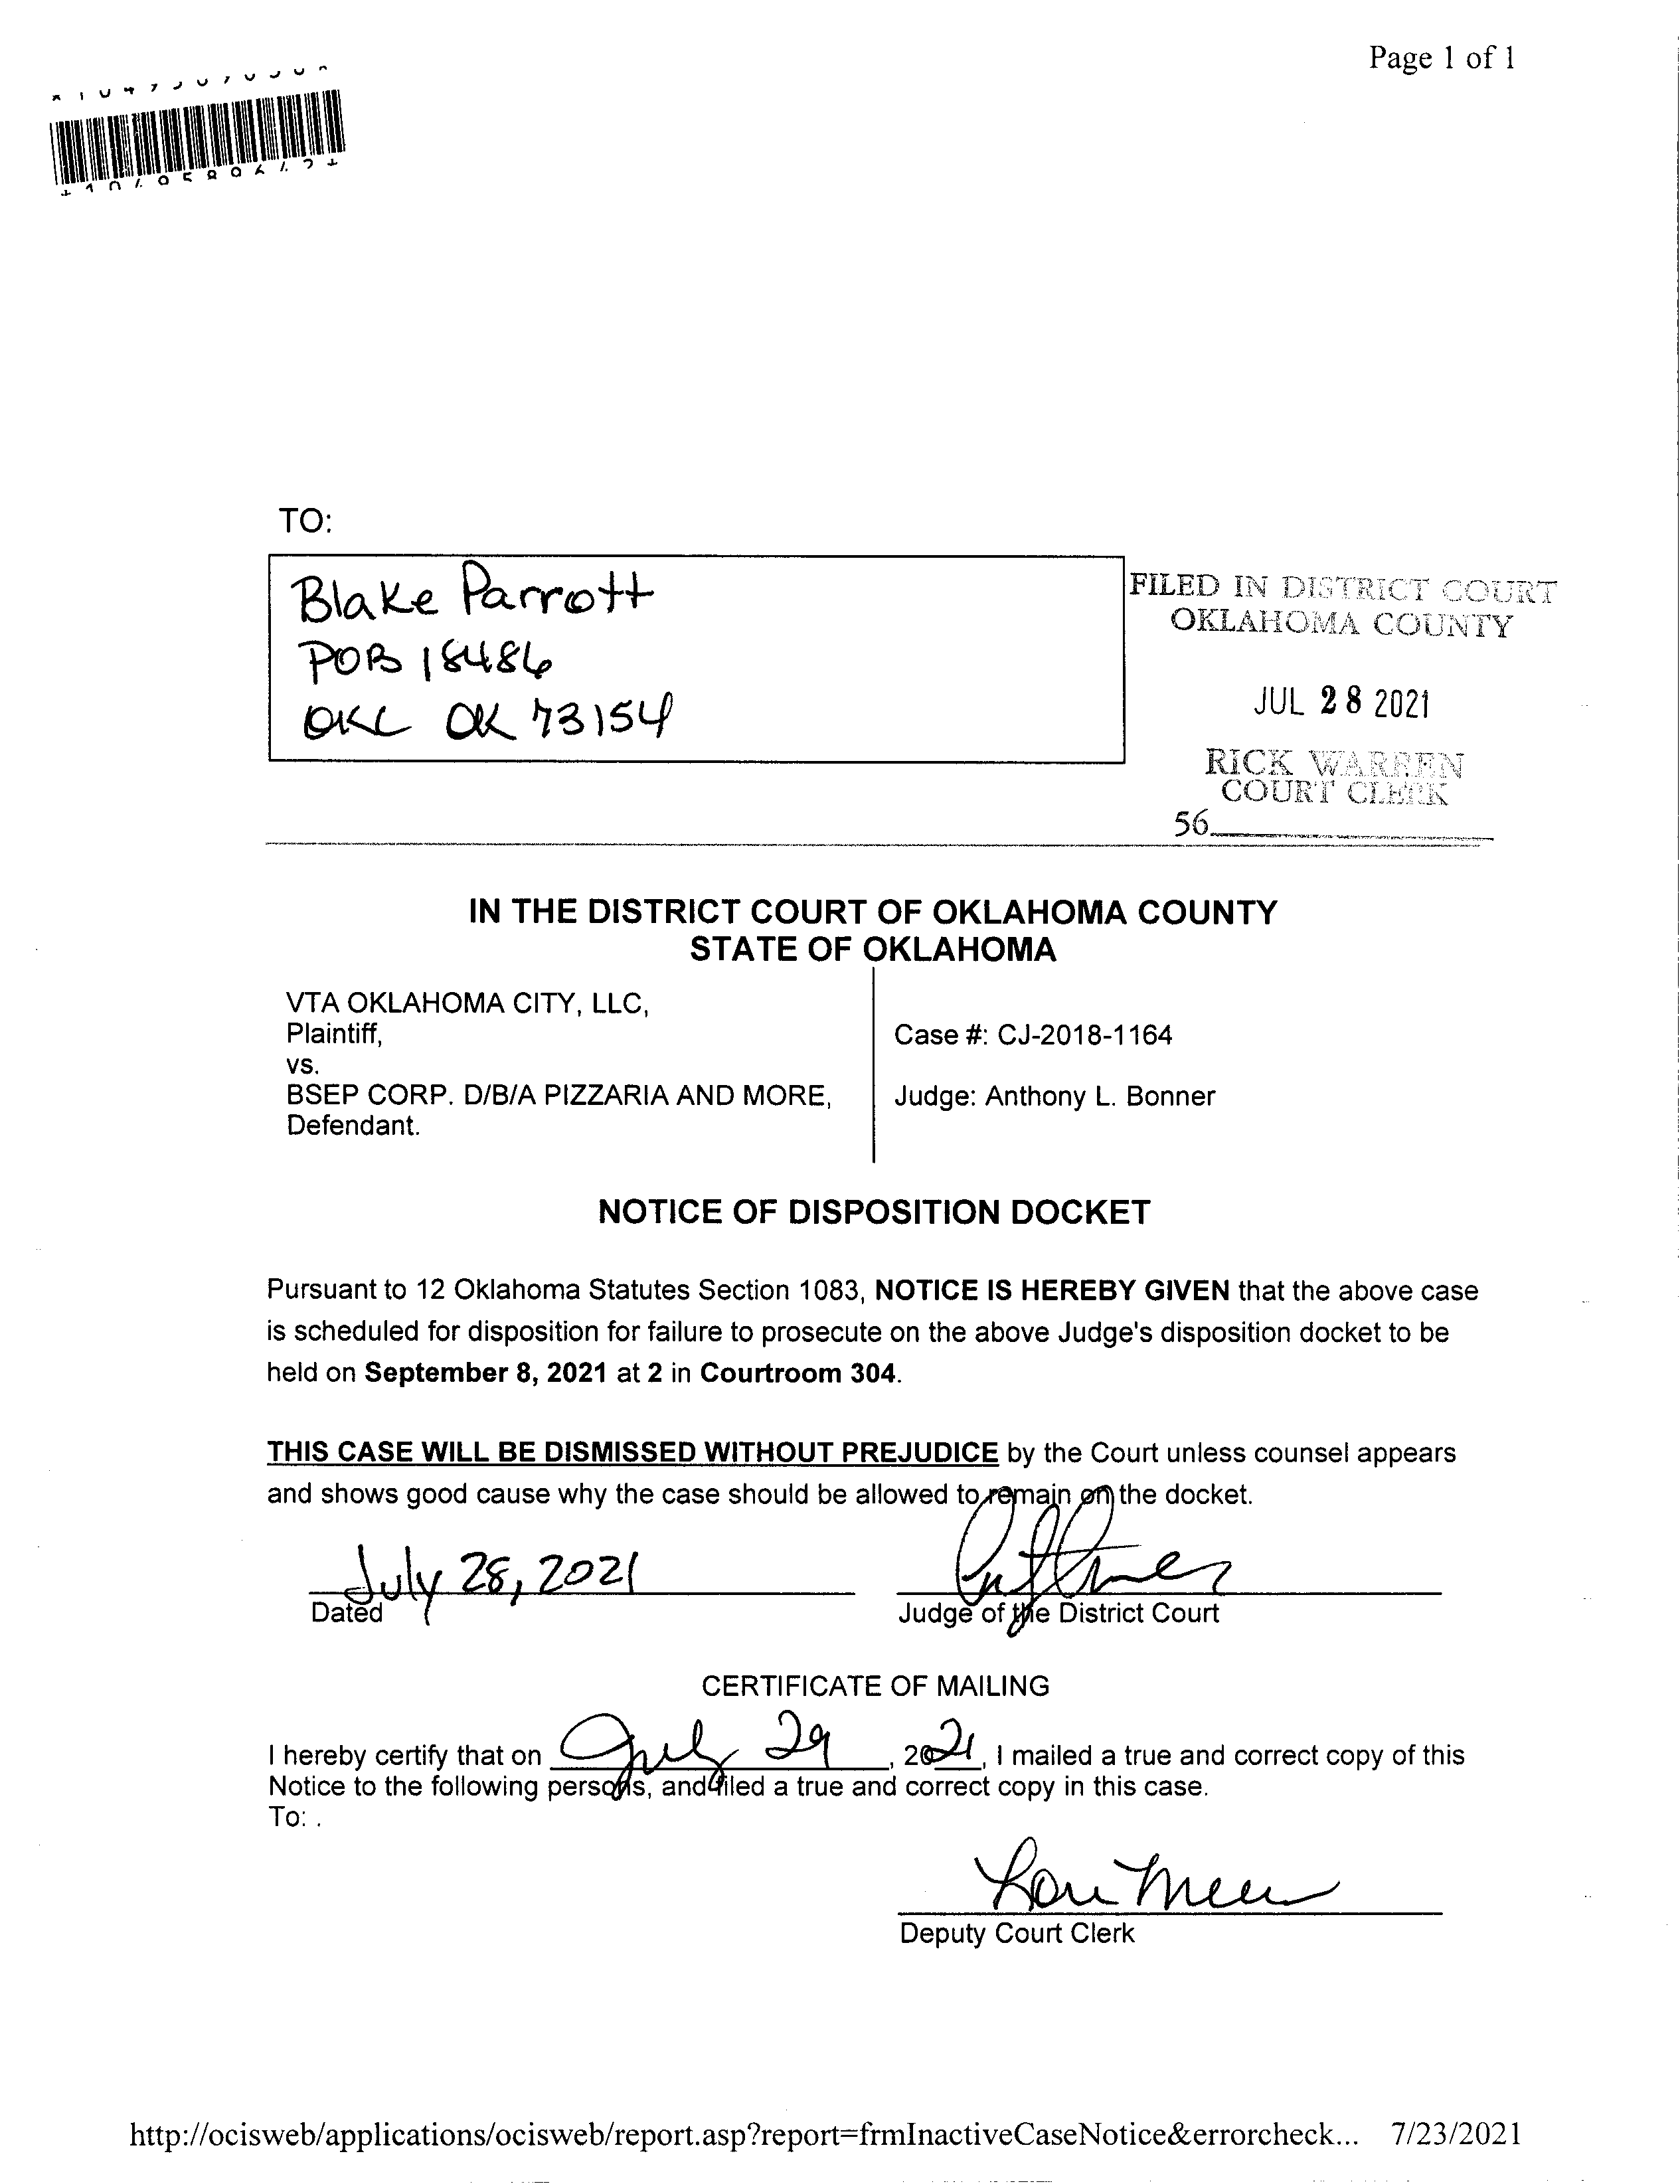 Page 1 of 1
TO:
Blake Parrott
POB 18486
OKC OK 73154
FILED IN DISTRICT COURT
OKLAHOMA COUNTY
JUL 28 2021
RICK WARREN
COURT CLERK
56
IN THE DISTRICT COURT OF OKLAHOMA COUNTY
STATE OF OKLAHOMA
VTA OKLAHOMA CITY, LLC,
Plaintiff,
vs.
BSEP CORP. D/B/A PIZZARIA AND MORE,
Defendant.
Case #: CJ-2018-1164
Judge: Anthony L. Bonner
NOTICE OF DISPOSITION DOCKET
Pursuant to 12 Oklahoma Statutes Section 1083, NOTICE IS HEREBY GIVEN that the above case
is scheduled for disposition for failure to prosecute on the above Judge's disposition docket to be
held on September 8, 2021 at 2 in Courtroom 304.
THIS CASE WILL BE DISMISSED WITHOUT PREJUDICE by the Court unless counsel appears
and shows good cause why the case should be allowed to remain on the docket.
July 28, 2021
Dated
Judge of the District Court
CERTIFICATE OF MAILING
I hereby certify that on July 29, 2021, I mailed a true and correct copy of this
Notice to the following persons, and filed a true and correct copy in this case.
To: .
Deputy Court Clerk
http://ocisweb/applications/ocisweb/report.asp?report=frmInactiveCaseNotice&errorcheck... 7/23/2021